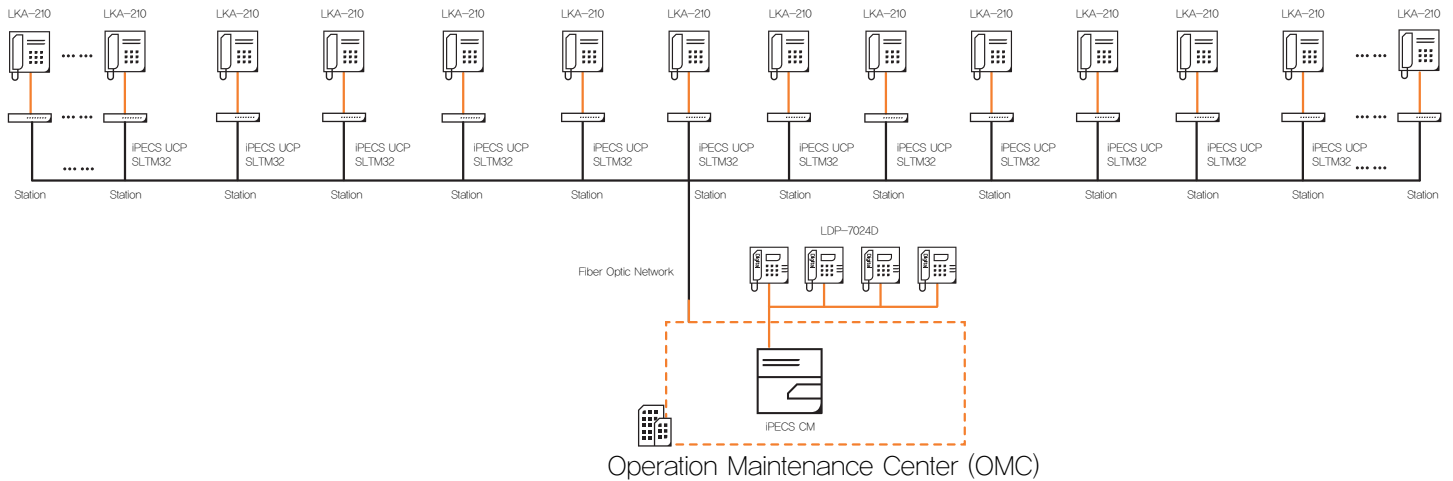 LKA-210 LKA-210 LKA-210 LKA-210 LKA-210 LKA-210 LKA-210 LKA-210 LKA-210 LKA-210 LKA-210 LKA-210 LKA-210 LKA-210
iPECS UCP iPECS UCP iPECS UCP iPECS UCP iPECS UCP iPECS UCP iPECS UCP iPECS UCP iPECS UCP iPECS UCP iPECS UCP iPECS UCP
SLTM32 SLTM32 SLTM32 SLTM32 SLTM32 SLTM32 SLTM32 SLTM32 SLTM32 SLTM32 SLTM32 SLTM32
Station Station Station Station Station Station Station Station Station Station Station Station Station Station
LDP-7024D
Digital Digital Digital Digital
Fiber Optic Network
iPECS CM
Operation Maintenance Center (OMC)